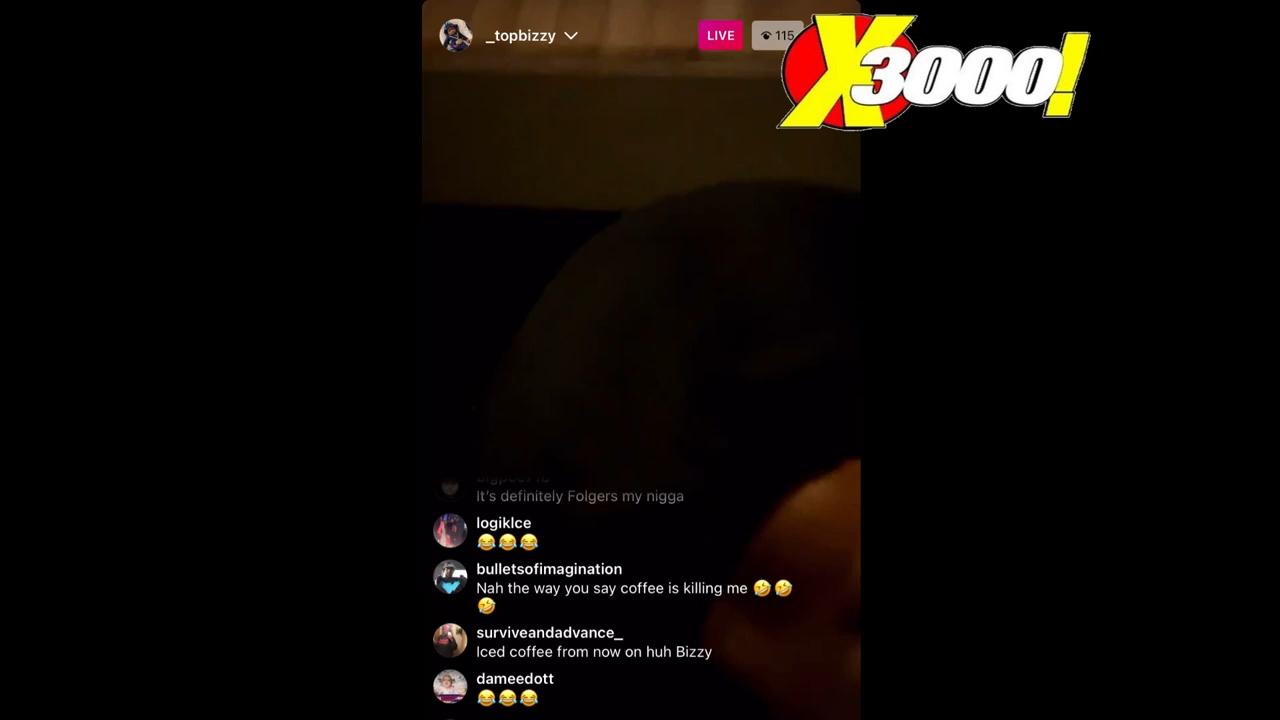 _topbizzy
LIVE
115
X3000!
It's definitely Folgers my nigga
logiklce
😂😂😂
bulletsofimagination
Nah the way you say coffee is killing me 🤣🤣
🤣
surviveandadvance_
Iced coffee from now on huh Bizzy
dameedott
😂😂😂